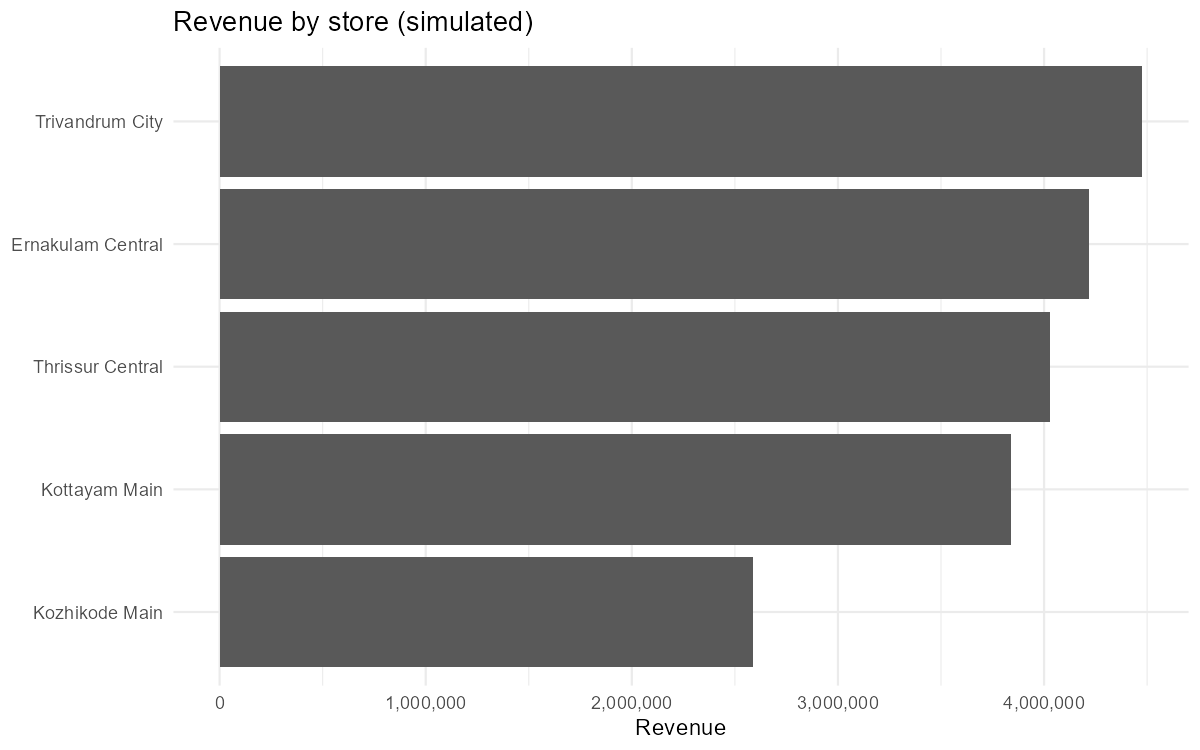 Revenue by store (simulated)
Trivandrum City
Ernakulam Central
Thrissur Central
Kottayam Main
Kozhikode Main
0 1,000,000 2,000,000 3,000,000 4,000,000
Revenue